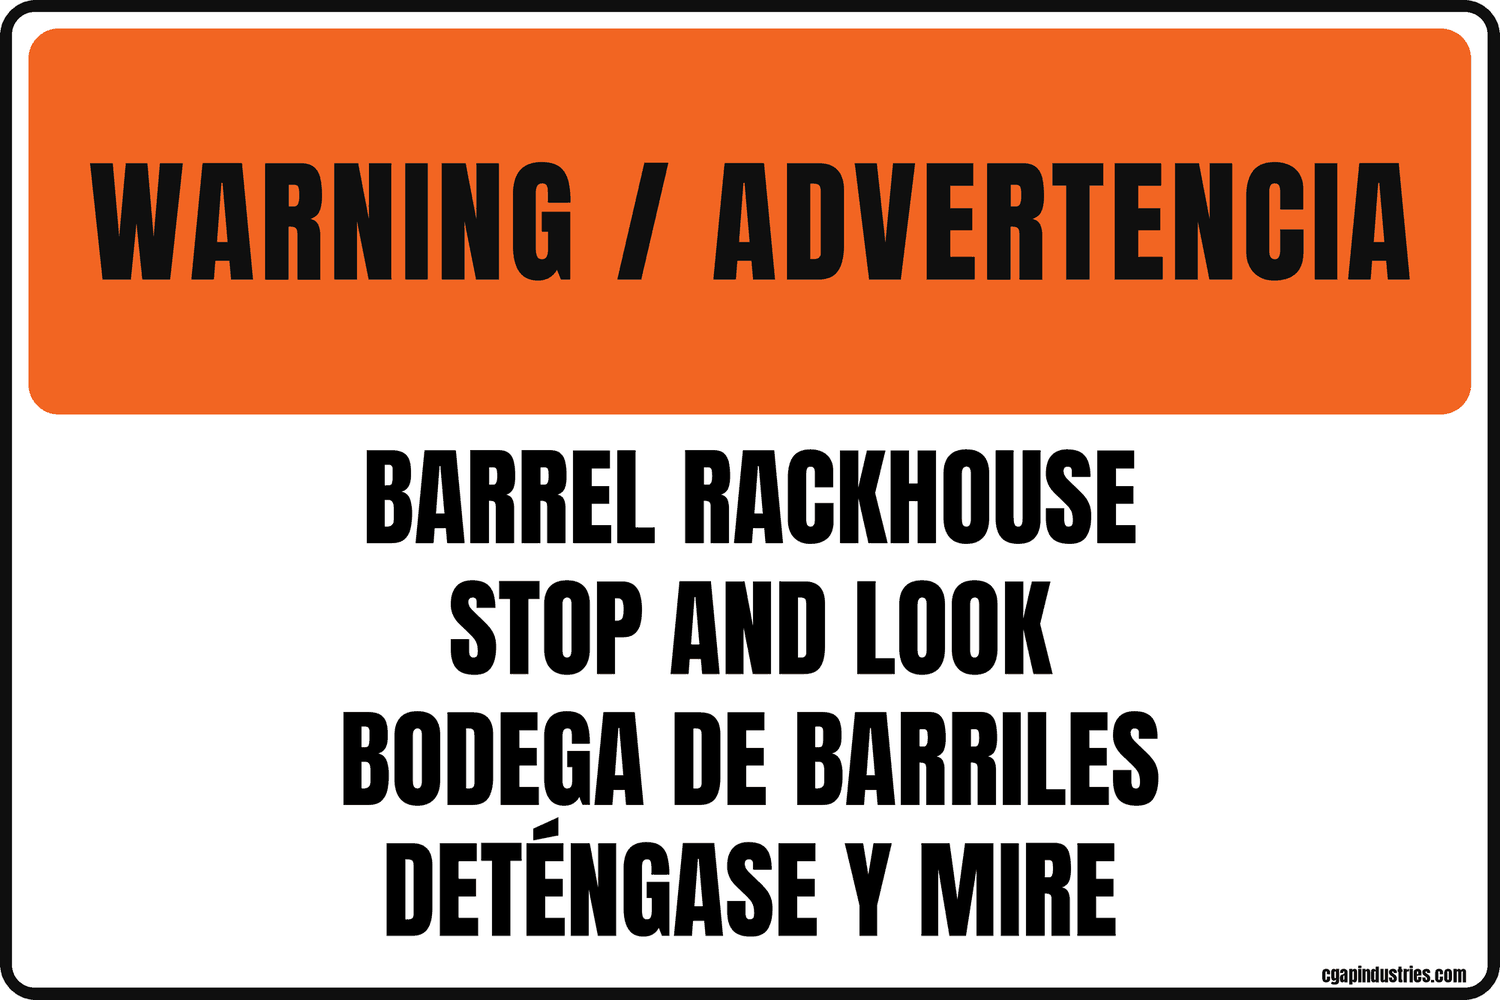 WARNING / ADVERTENCIA
BARREL RACKHOUSE
STOP AND LOOK
BODEGA DE BARRILES
DETÉNGASE Y MIRE
cgapindustries.com